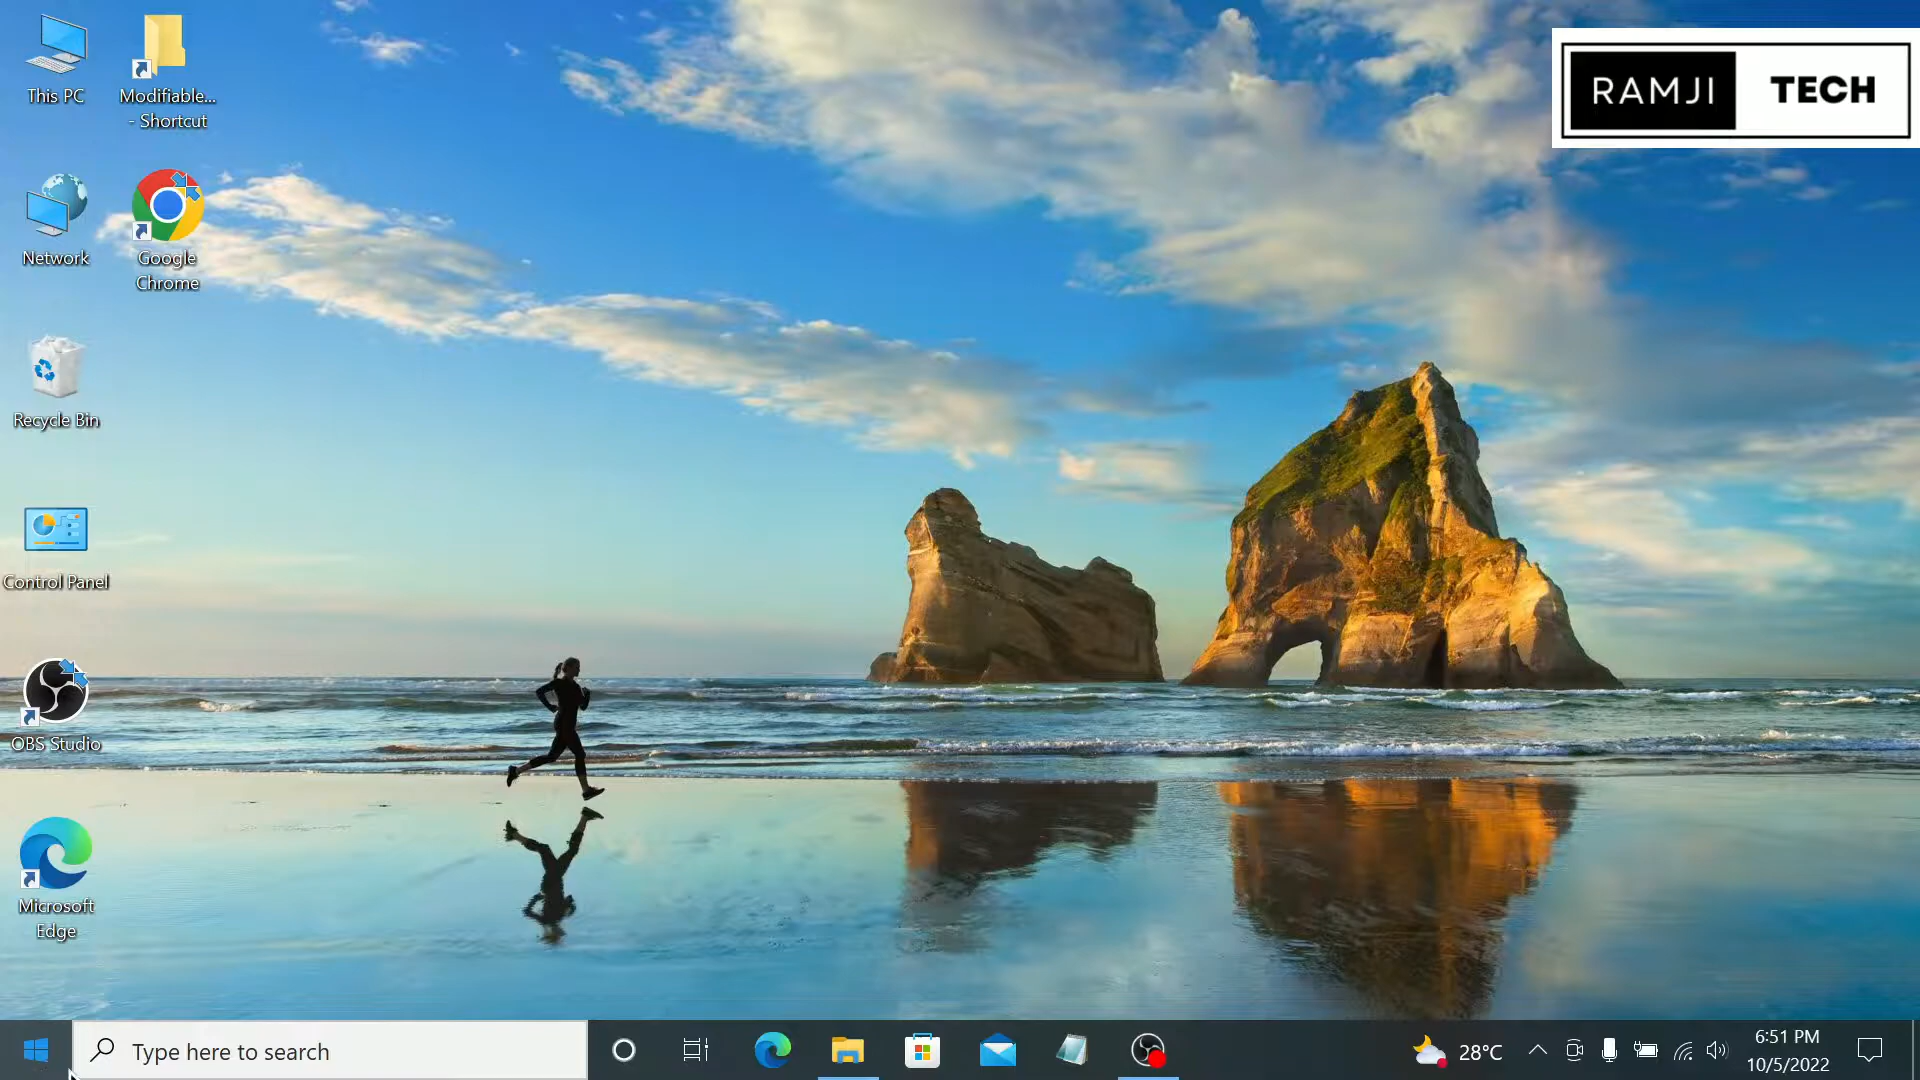 This PC
Modifiable...
- Shortcut
RAMJI TECH
Network
Google
Chrome
Recycle Bin
Control Panel
OBS Studio
Microsoft
Edge
Type here to search
28°C
6:51 PM
10/5/2022